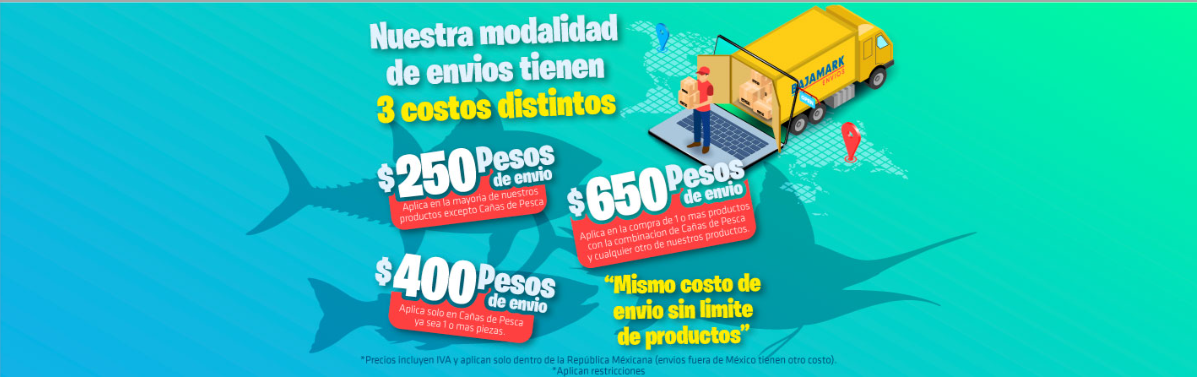 Nuestra modalidad
de envios tienen
3 costos distintos
BAJAMARK
ENVIOS
$250 Pesos
de envio
Aplica en la mayoria de nuestros
productos excepto Cañas de Pesca
$650 Pesos
de envio
Aplica en la compra de 1 o mas productos
con la combinacion de Cañas de Pesca
y cualquier otro de nuestros productos.
$400 Pesos
de envio
Aplica solo en Cañas de Pesca
ya sea 1 o mas piezas.
“Mismo costo de
envio sin limite
de productos”
*Precios incluyen IVA y aplican solo dentro de la República Méxicana (envios fuera de México tienen otro costo).
*Aplican restricciones